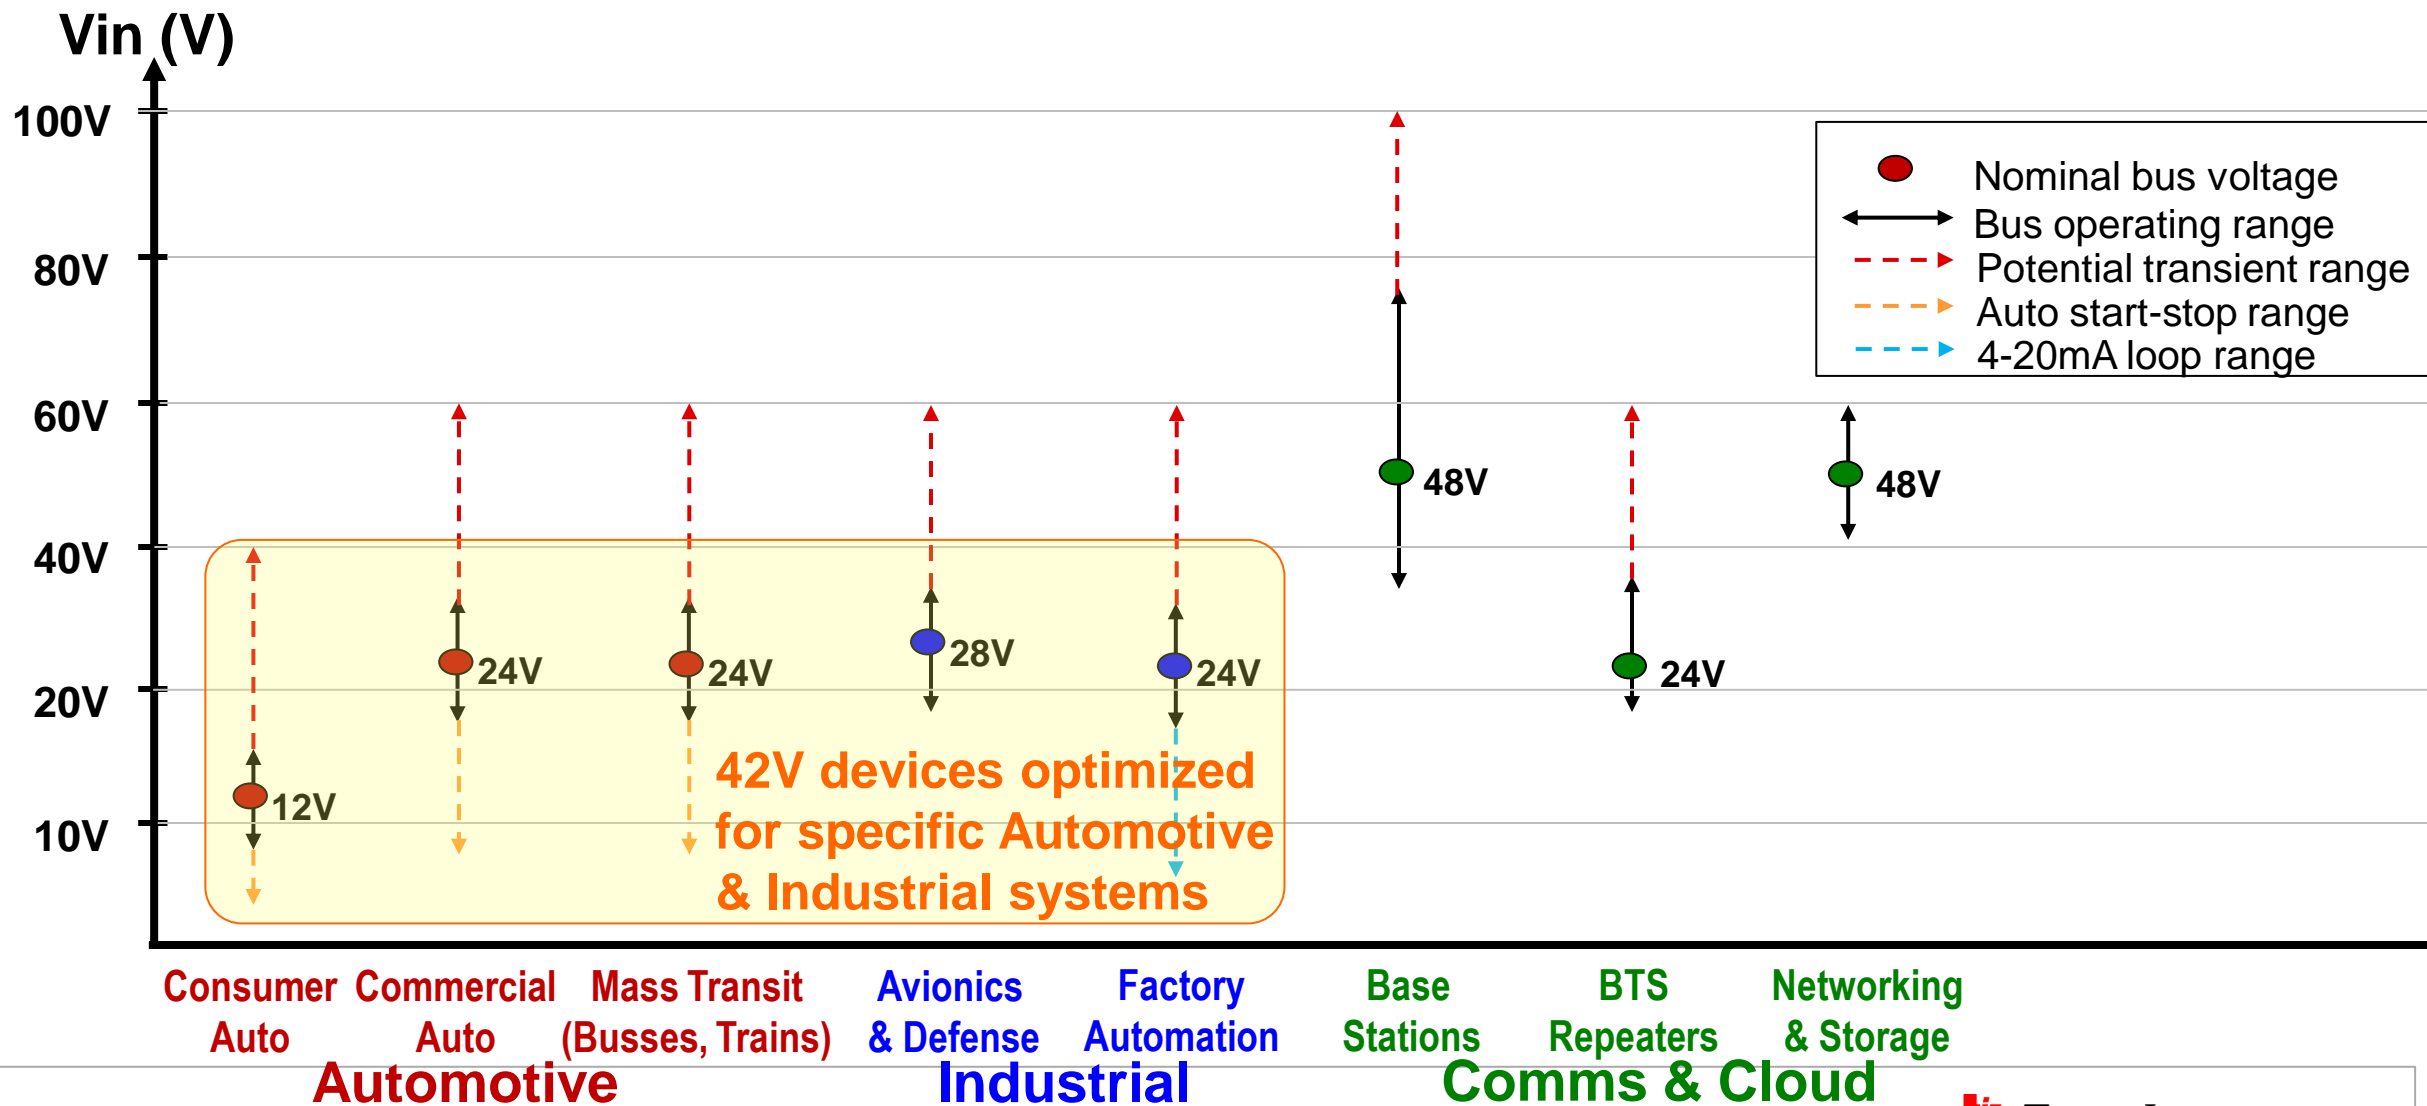 Vin (V)
100V
80V
60V
40V
20V
10V
Nominal bus voltage
Bus operating range
Potential transient range
Auto start-stop range
4-20mA loop range
12V
24V
24V
28V
24V
48V
24V
48V
42V devices optimized
for specific Automotive
& Industrial systems
Consumer
Auto
Commercial
Auto
Mass Transit
(Busses, Trains)
Avionics
& Defense
Factory
Automation
Base
Stations
BTS
Repeaters
Networking
& Storage
Automotive
Industrial
Comms & Cloud